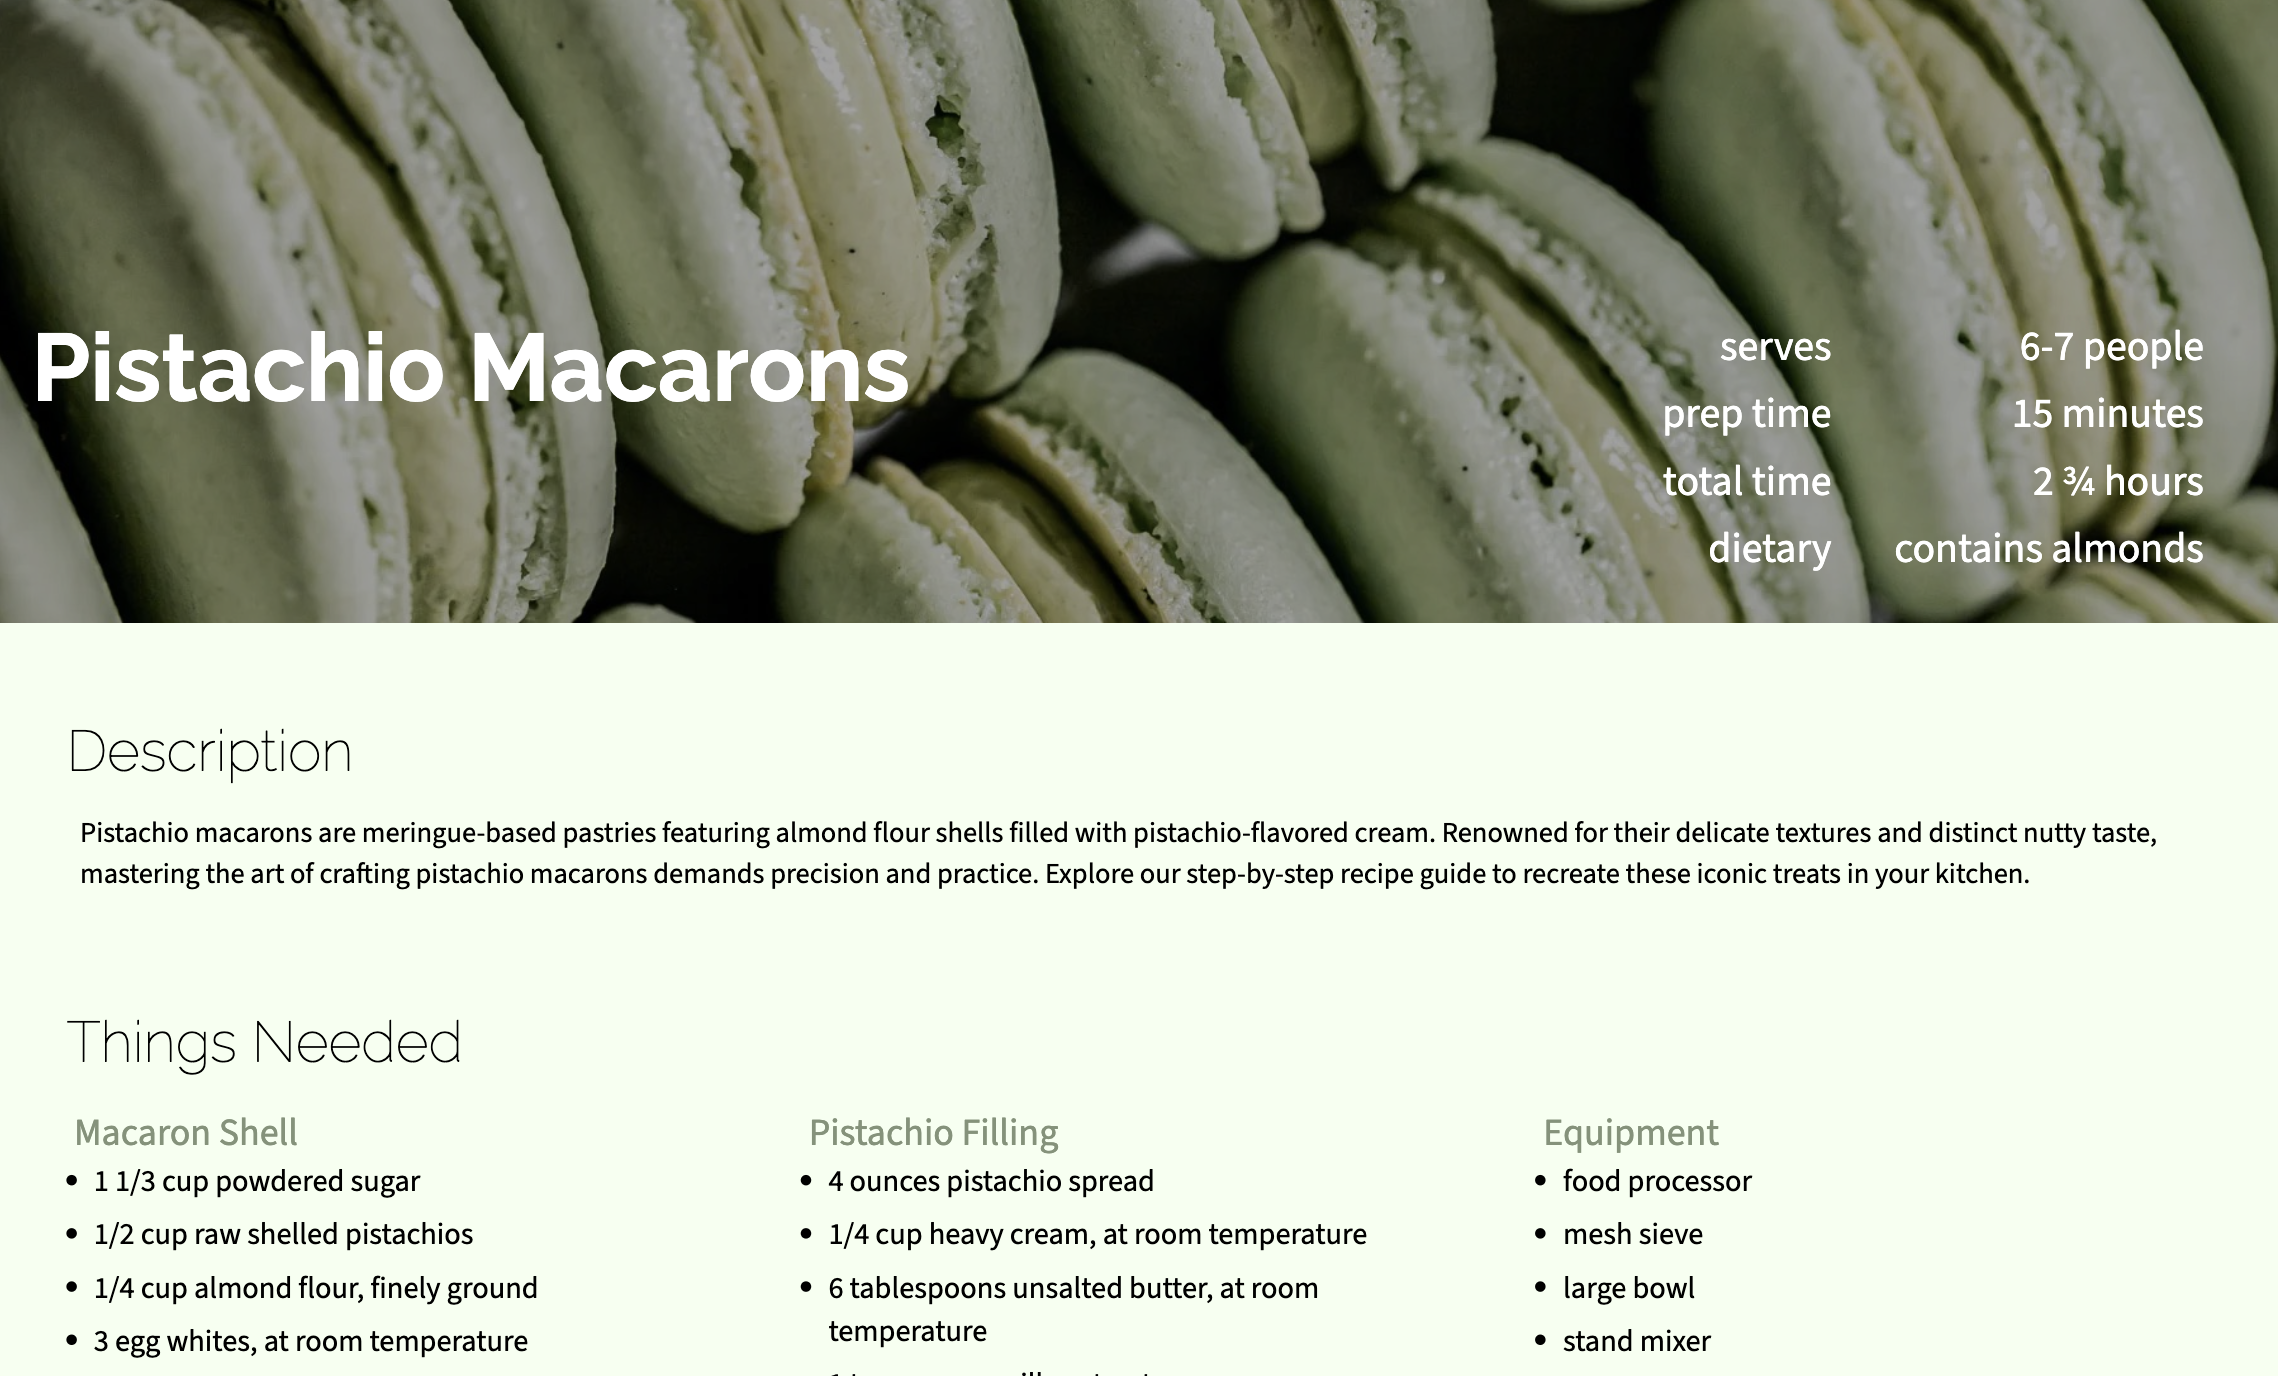 Pistachio Macarons
serves 6-7 people
prep time 15 minutes
total time 2 ¾ hours
dietary contains almonds
Description
Pistachio macarons are meringue-based pastries featuring almond flour shells filled with pistachio-flavored cream. Renowned for their delicate textures and distinct nutty taste,
mastering the art of crafting pistachio macarons demands precision and practice. Explore our step-by-step recipe guide to recreate these iconic treats in your kitchen.
Things Needed
Macaron Shell
• 1 1/3 cup powdered sugar
• 1/2 cup raw shelled pistachios
• 1/4 cup almond flour, finely ground
• 3 egg whites, at room temperature
Pistachio Filling
• 4 ounces pistachio spread
• 1/4 cup heavy cream, at room temperature
• 6 tablespoons unsalted butter, at room
temperature
Equipment
• food processor
• mesh sieve
• large bowl
• stand mixer